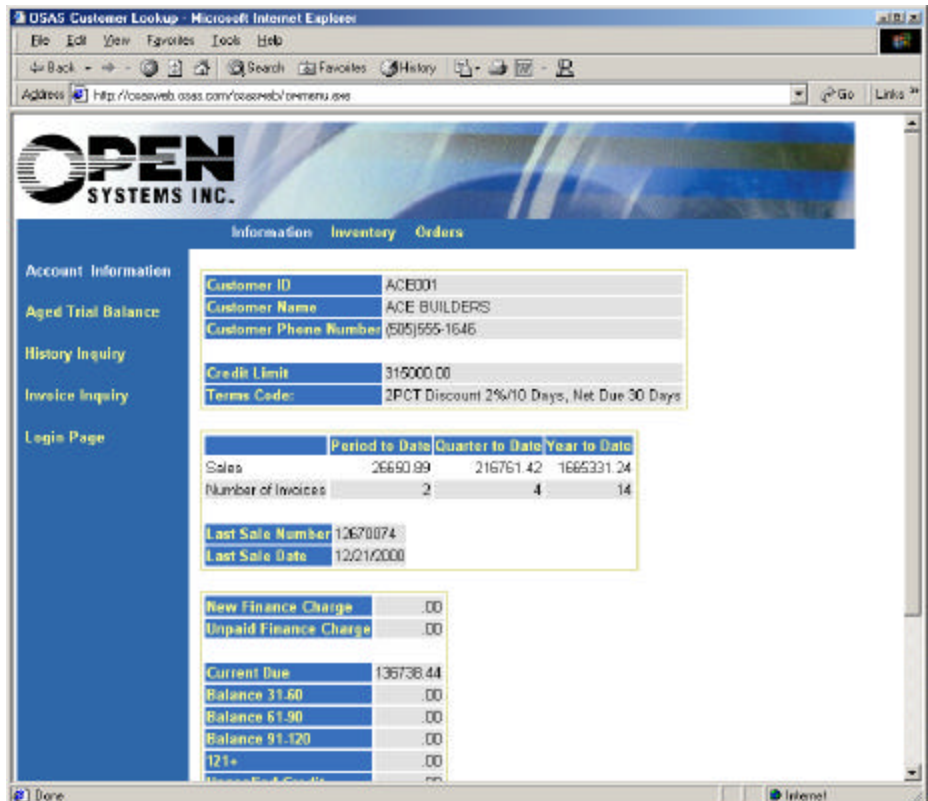 OSAS Customer Lookup - Microsoft Internet Explorer
File Edit View Favorites Tools Help
Back Search Favorites History
Address http://osasweb.osas.com/osasweb/ormenu.exe Go Links
OPEN
SYSTEMS INC.
Information Inventory Orders
Account Information
Aged Trial Balance
History Inquiry
Invoice Inquiry
Login Page
Customer ID ACE001
Customer Name ACE BUILDERS
Customer Phone Number (505)555-1646
Credit Limit 315000.00
Terms Code: 2PCT Discount 2%/10 Days, Net Due 30 Days
Period to Date Quarter to Date Year to Date
Sales 26650.89 216761.42 1665331.24
Number of Invoices 2 4 14
Last Sale Number 12670074
Last Sale Date 12/21/2000
New Finance Charge .00
Unpaid Finance Charge .00
Current Due 136738.44
Balance 31-60 .00
Balance 61-90 .00
Balance 91-120 .00
121+ .00
Done Internet